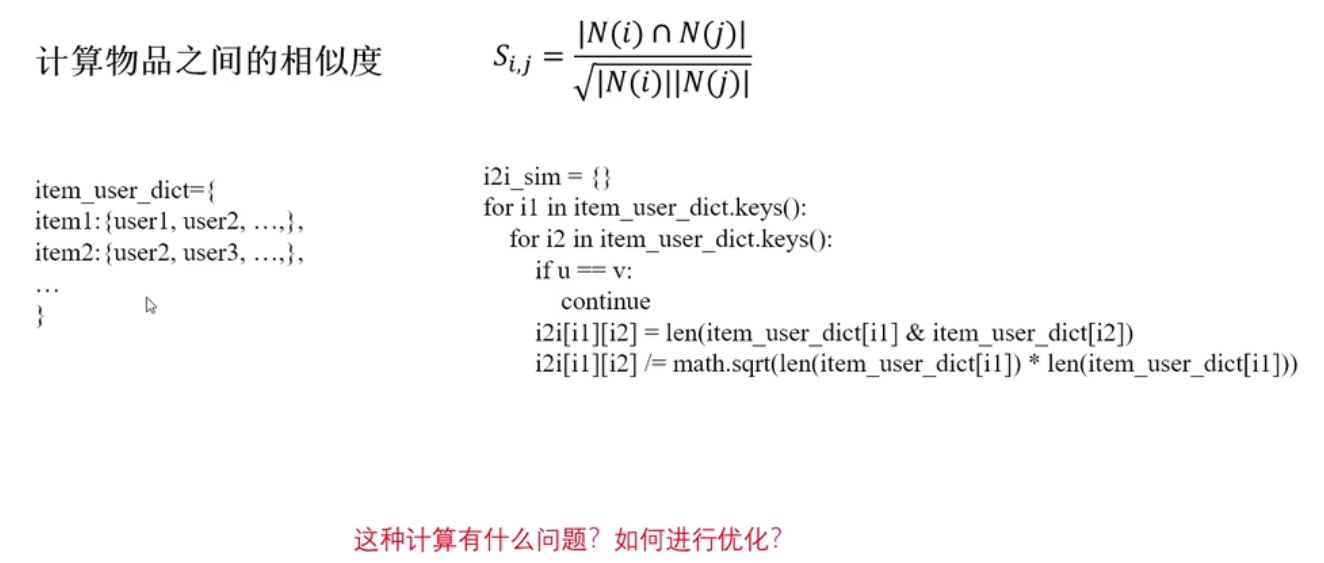 计算物品之间的相似度
S_{i,j} = \frac{|N(i) ∩ N(j)|}{\sqrt{|N(i)||N(j)|}}
item_user_dict={
item1:{user1, user2, …,},
item2:{user2, user3, …,},
…
}
i2i_sim = {}
for i1 in item_user_dict.keys():
for i2 in item_user_dict.keys():
if u == v:
continue
i2i[i1][i2] = len(item_user_dict[i1] & item_user_dict[i2])
i2i[i1][i2] /= math.sqrt(len(item_user_dict[i1]) * len(item_user_dict[i1]))
这种计算有什么问题？如何进行优化？